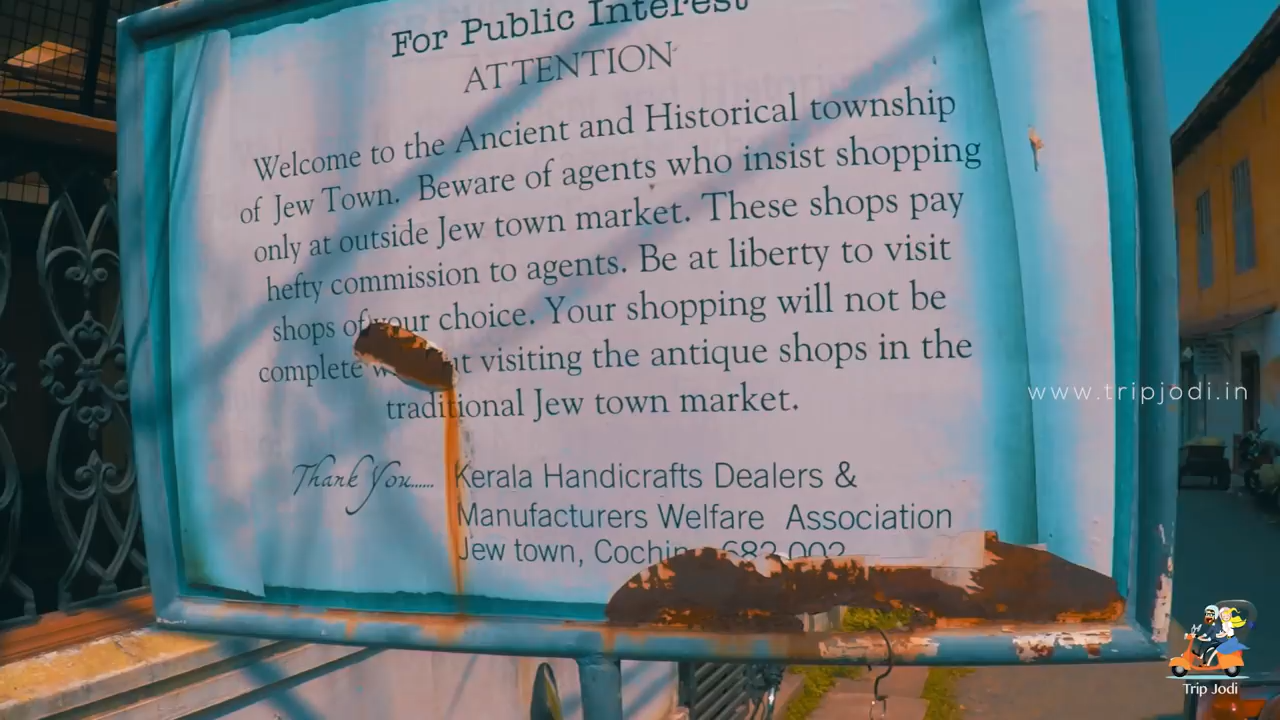 For Public Interest
ATTENTION
Welcome to the Ancient and Historical township
of Jew Town. Beware of agents who insist shopping
only at outside Jew town market. These shops pay
hefty commission to agents. Be at liberty to visit
shops of your choice. Your shopping will not be
complete visiting the antique shops in the
traditional Jew town market.
Thank You...... Kerala Handicrafts Dealers &
Manufacturers Welfare Association
Jew town, Cochin 682 002
www.tripjodi.in
Trip Jodi